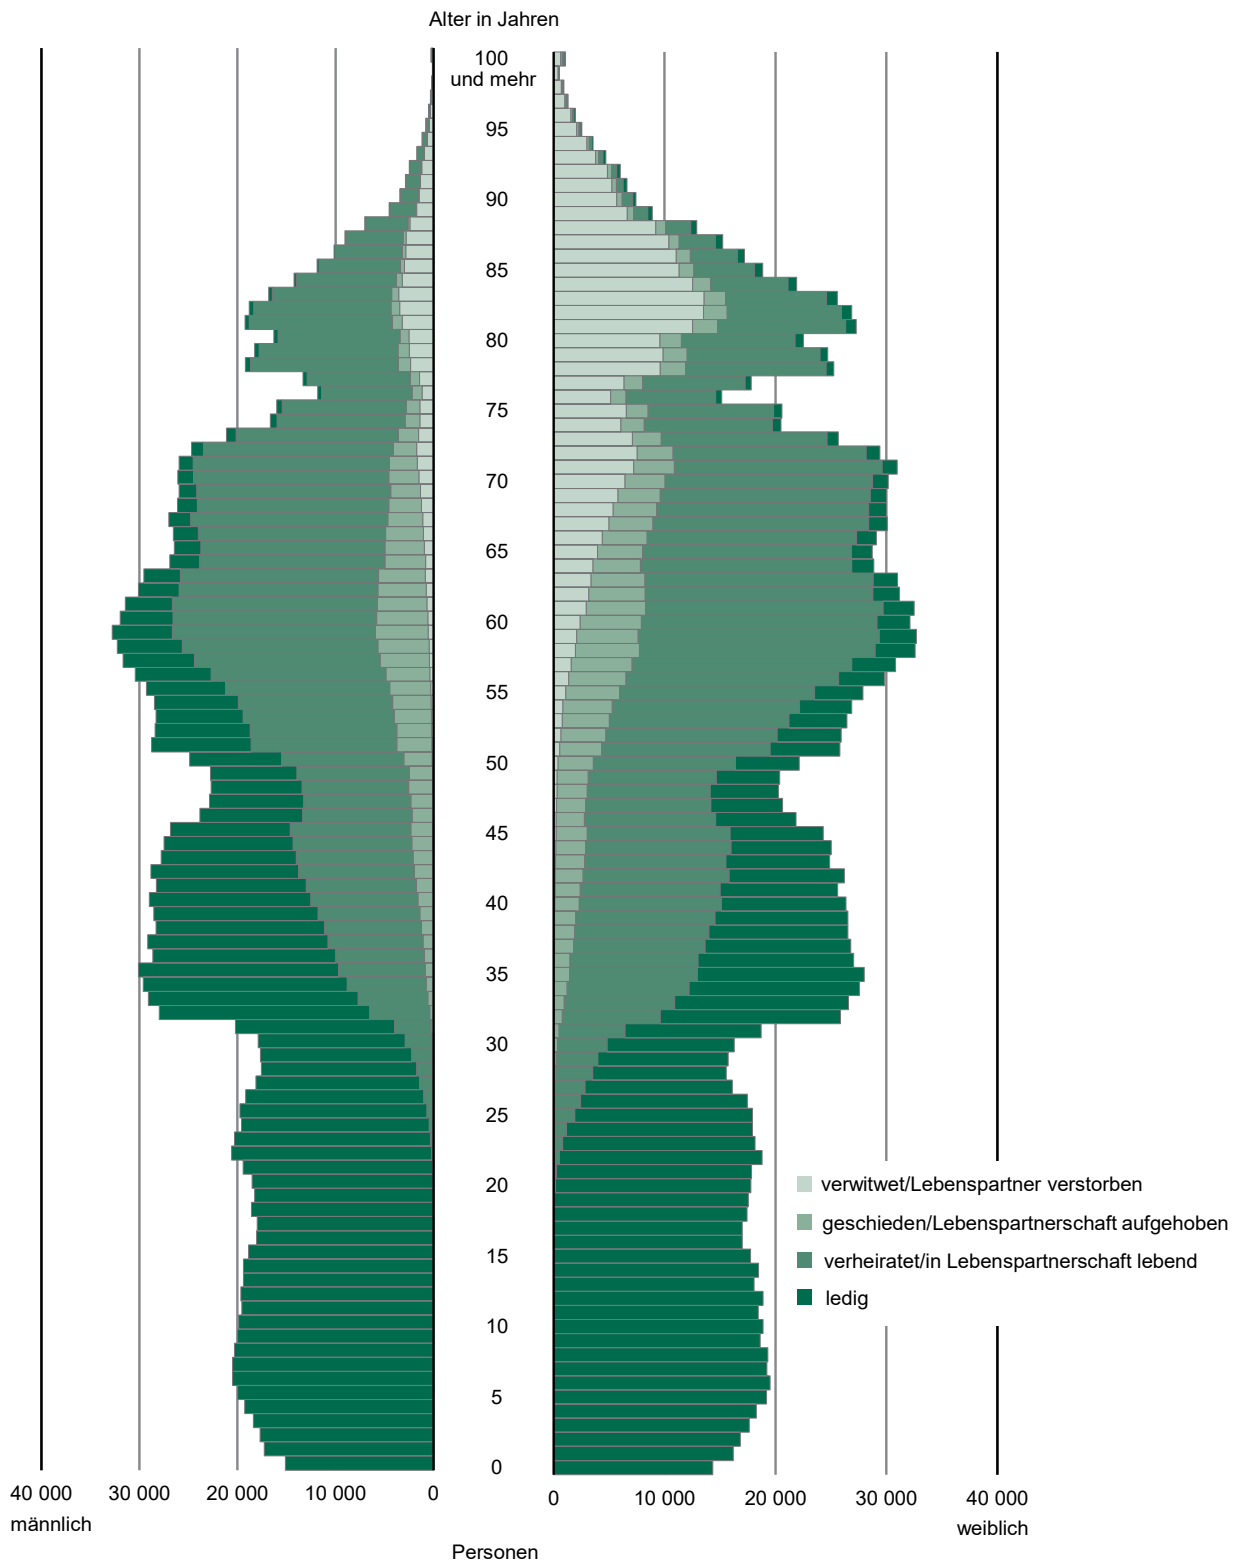 Alter in Jahren
100
und mehr
95
90
85
80
75
70
65
60
55
50
45
40
35
30
25
20
15
10
5
0
verwitwet/Lebenspartner verstorben
geschieden/Lebenspartnerschaft aufgehoben
verheiratet/in Lebenspartnerschaft lebend
ledig
40 000 30 000 20 000 10 000 0
0 10 000 20 000 30 000 40 000
männlich
weiblich
Personen